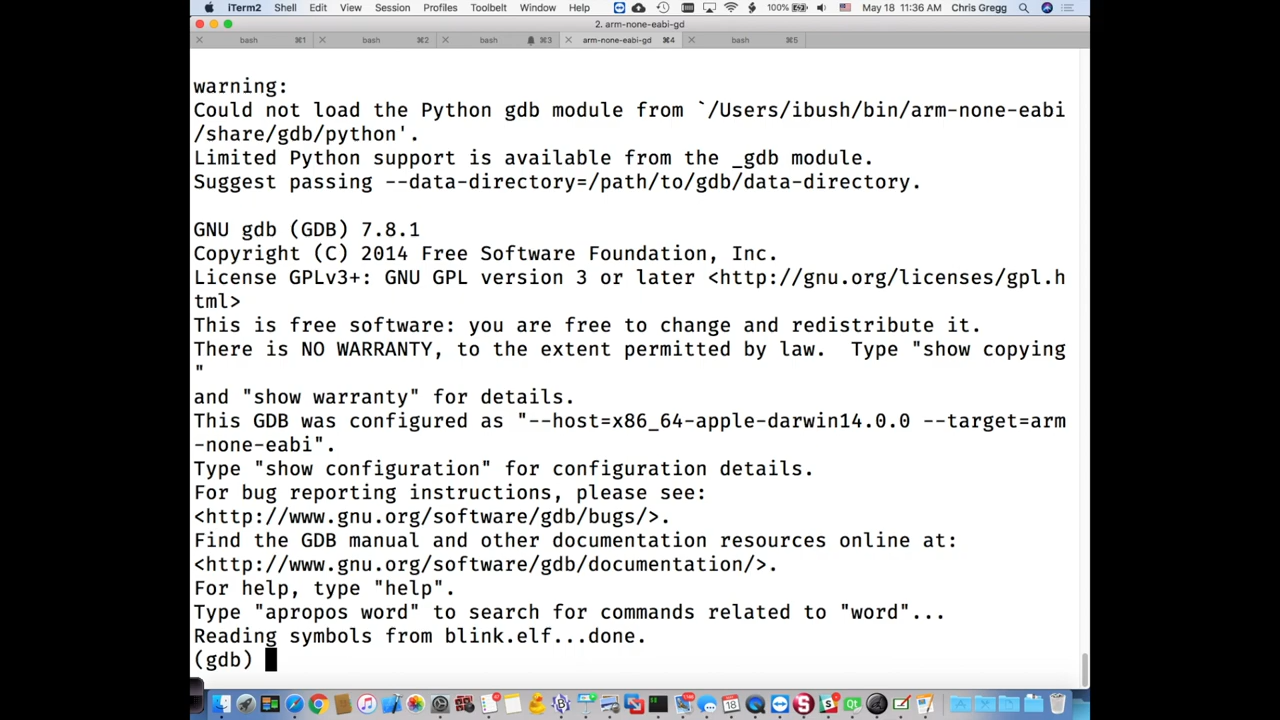 iTerm2 Shell Edit View Session Profiles Toolbelt Window Help 100% May 18 11:36 AM Chris Gregg
2. arm-none-eabi-gd
bash ⌘1 bash ⌘2 bash ⌘3 arm-none-eabi-gd ⌘4 bash ⌘5
warning:
Could not load the Python gdb module from `/Users/ibush/bin/arm-none-eabi
/share/gdb/python'.
Limited Python support is available from the _gdb module.
Suggest passing --data-directory=/path/to/gdb/data-directory.
GNU gdb (GDB) 7.8.1
Copyright (C) 2014 Free Software Foundation, Inc.
License GPLv3+: GNU GPL version 3 or later <http://gnu.org/licenses/gpl.h
tml>
This is free software: you are free to change and redistribute it.
There is NO WARRANTY, to the extent permitted by law.  Type "show copying
"
and "show warranty" for details.
This GDB was configured as "--host=x86_64-apple-darwin14.0.0 --target=arm
-none-eabi".
Type "show configuration" for configuration details.
For bug reporting instructions, please see:
<http://www.gnu.org/software/gdb/bugs/>.
Find the GDB manual and other documentation resources online at:
<http://www.gnu.org/software/gdb/documentation/>.
For help, type "help".
Type "apropos word" to search for commands related to "word"...
Reading symbols from blink.elf...done.
(gdb)